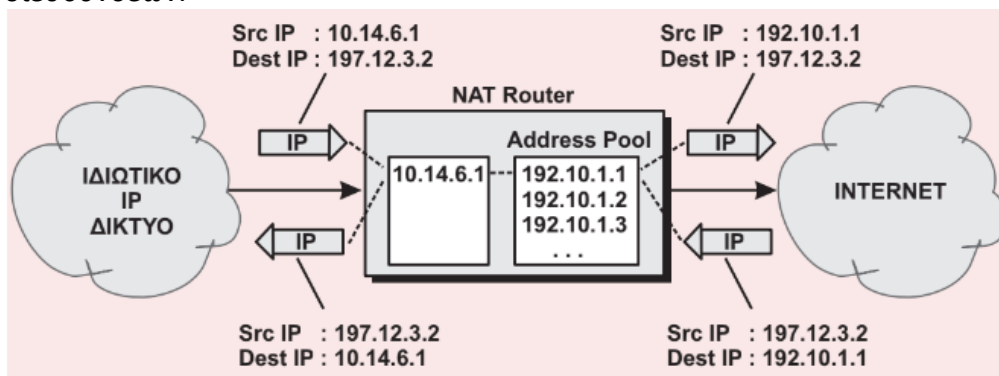 Src IP : 10.14.6.1
Dest IP : 197.12.3.2
Src IP : 192.10.1.1
Dest IP : 197.12.3.2
NAT Router
IP
Address Pool
IP
ΙΔΙΩΤΙΚΟ
IP
ΔΙΚΤΥΟ
10.14.6.1
192.10.1.1
192.10.1.2
192.10.1.3
...
INTERNET
IP
IP
Src IP : 197.12.3.2
Dest IP : 10.14.6.1
Src IP : 197.12.3.2
Dest IP : 192.10.1.1